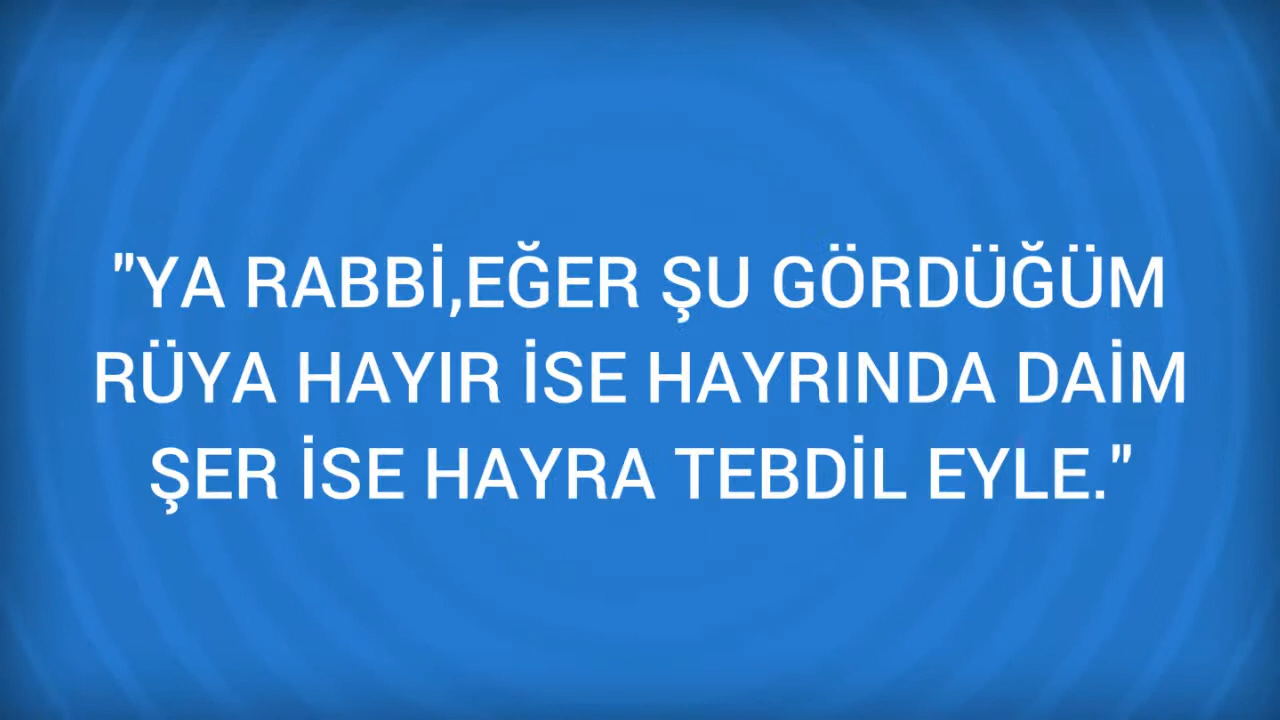 "YA RABBİ,EĞER ŞU GÖRDÜĞÜM
RÜYA HAYIR İSE HAYRINDA DAİM
ŞER İSE HAYRA TEBDİL EYLE."